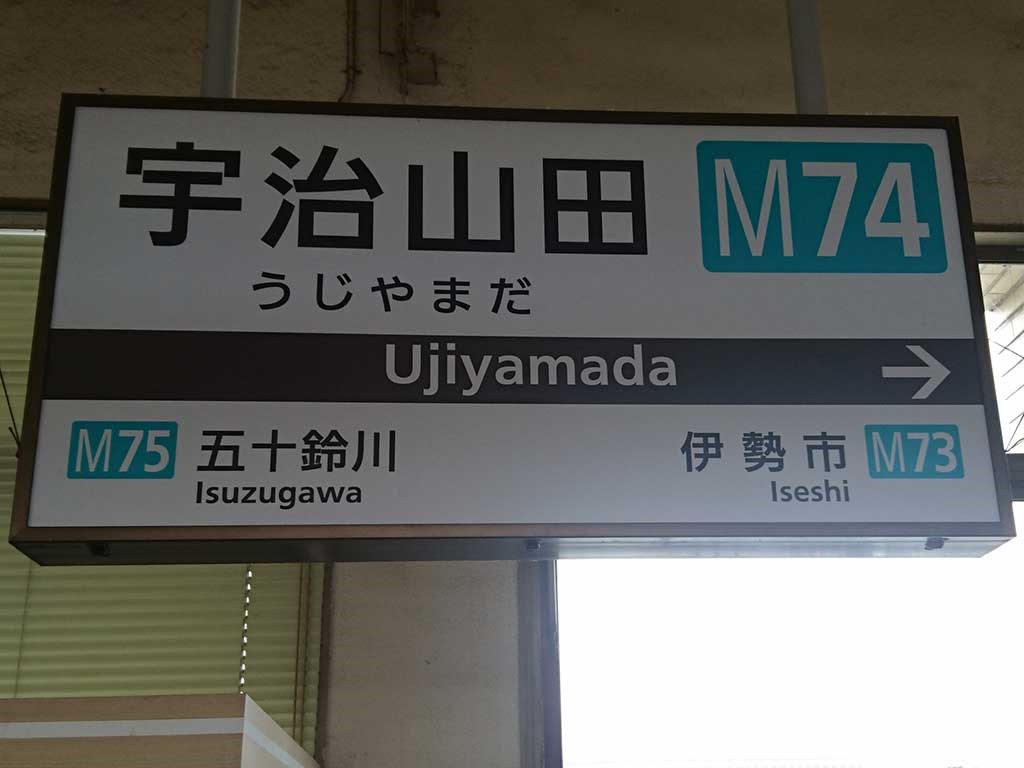 宇治山田 M74
うじやまだ
Ujiyamada →
M75 五十鈴川 伊勢市 M73
Isuzugawa Iseshi